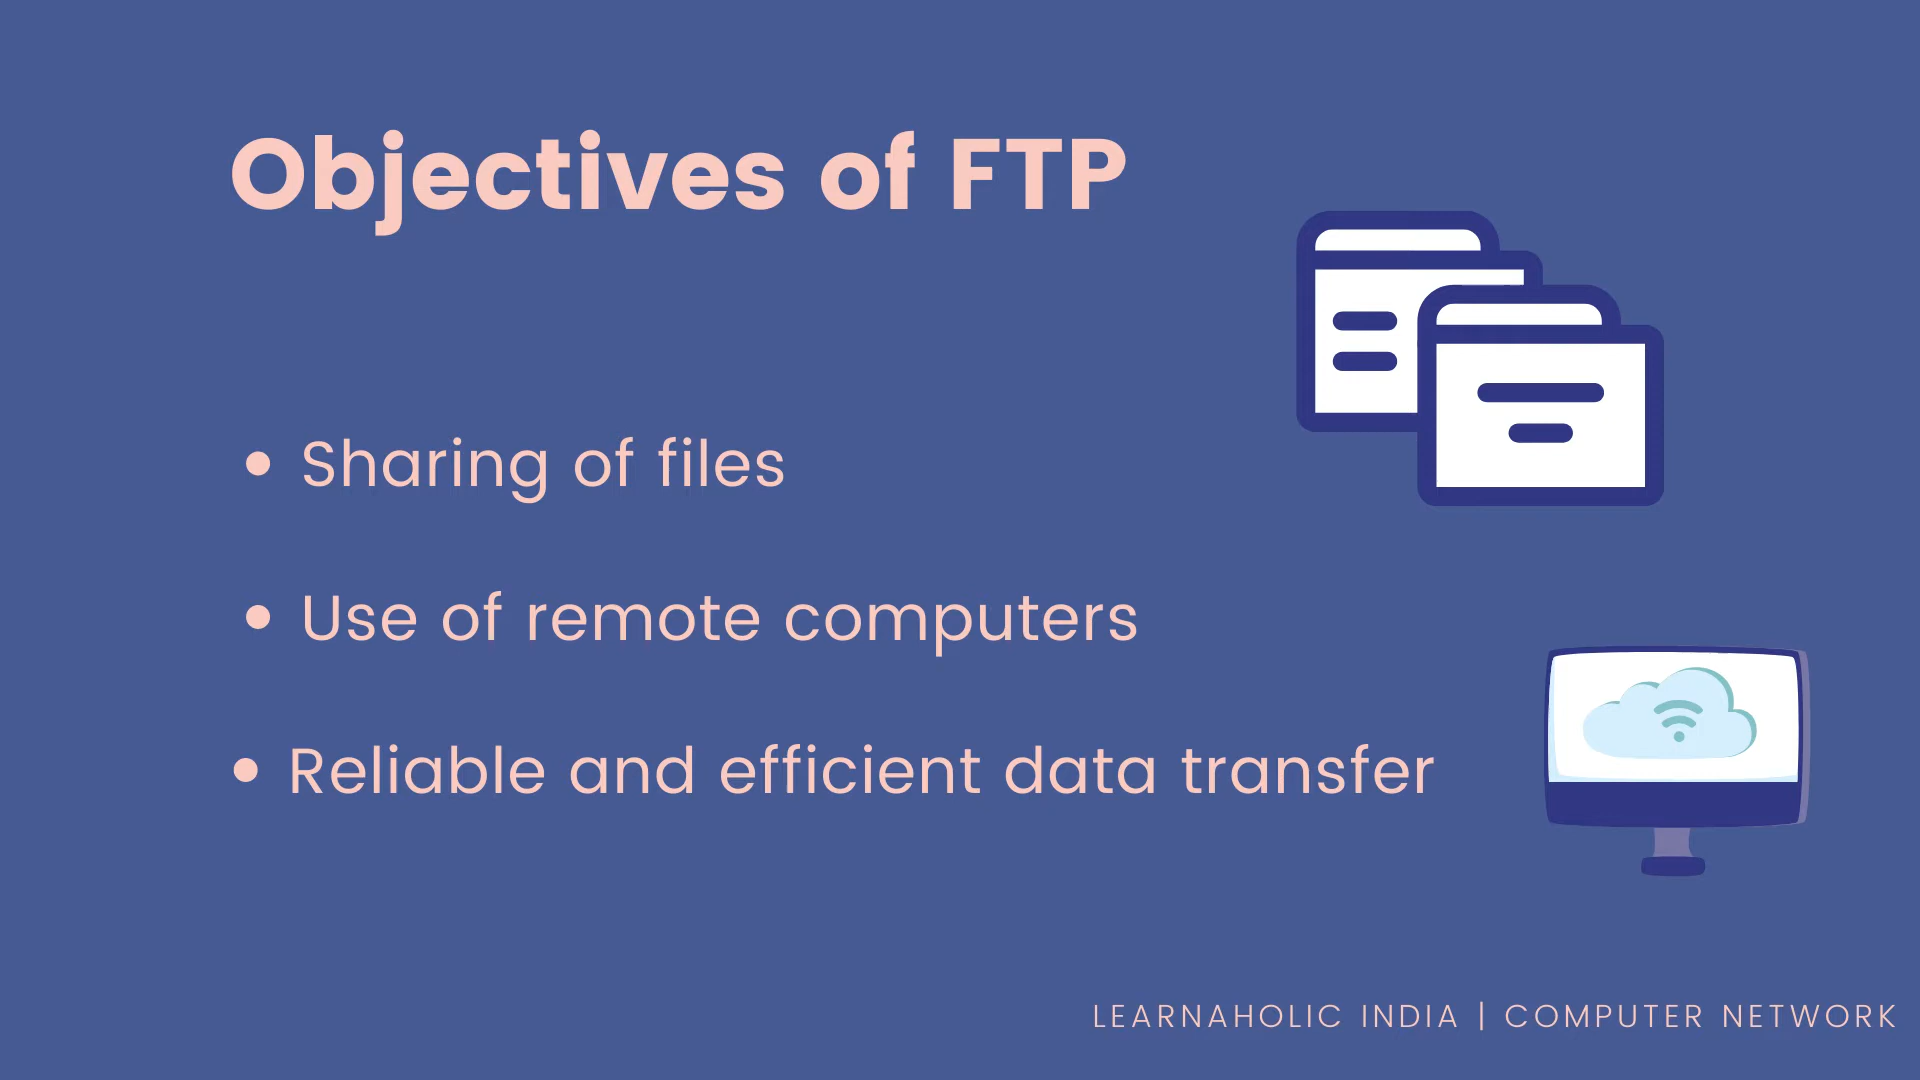 Objectives of FTP
• Sharing of files
• Use of remote computers
• Reliable and efficient data transfer
LEARNAHOLIC INDIA | COMPUTER NETWORK